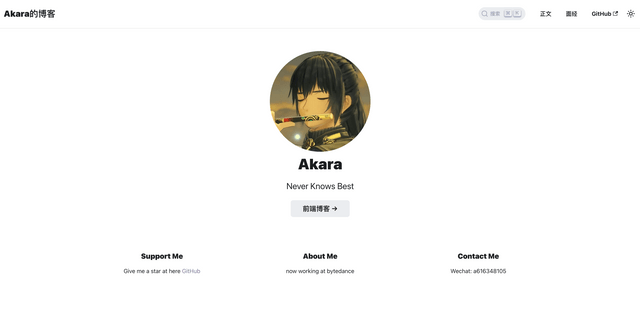 Akara的博客
搜索
正文
面经
GitHub
Akara
Never Knows Best
前端博客 →
Support Me
Give me a star at here GitHub
About Me
now working at bytedance
Contact Me
Wechat: a616348105